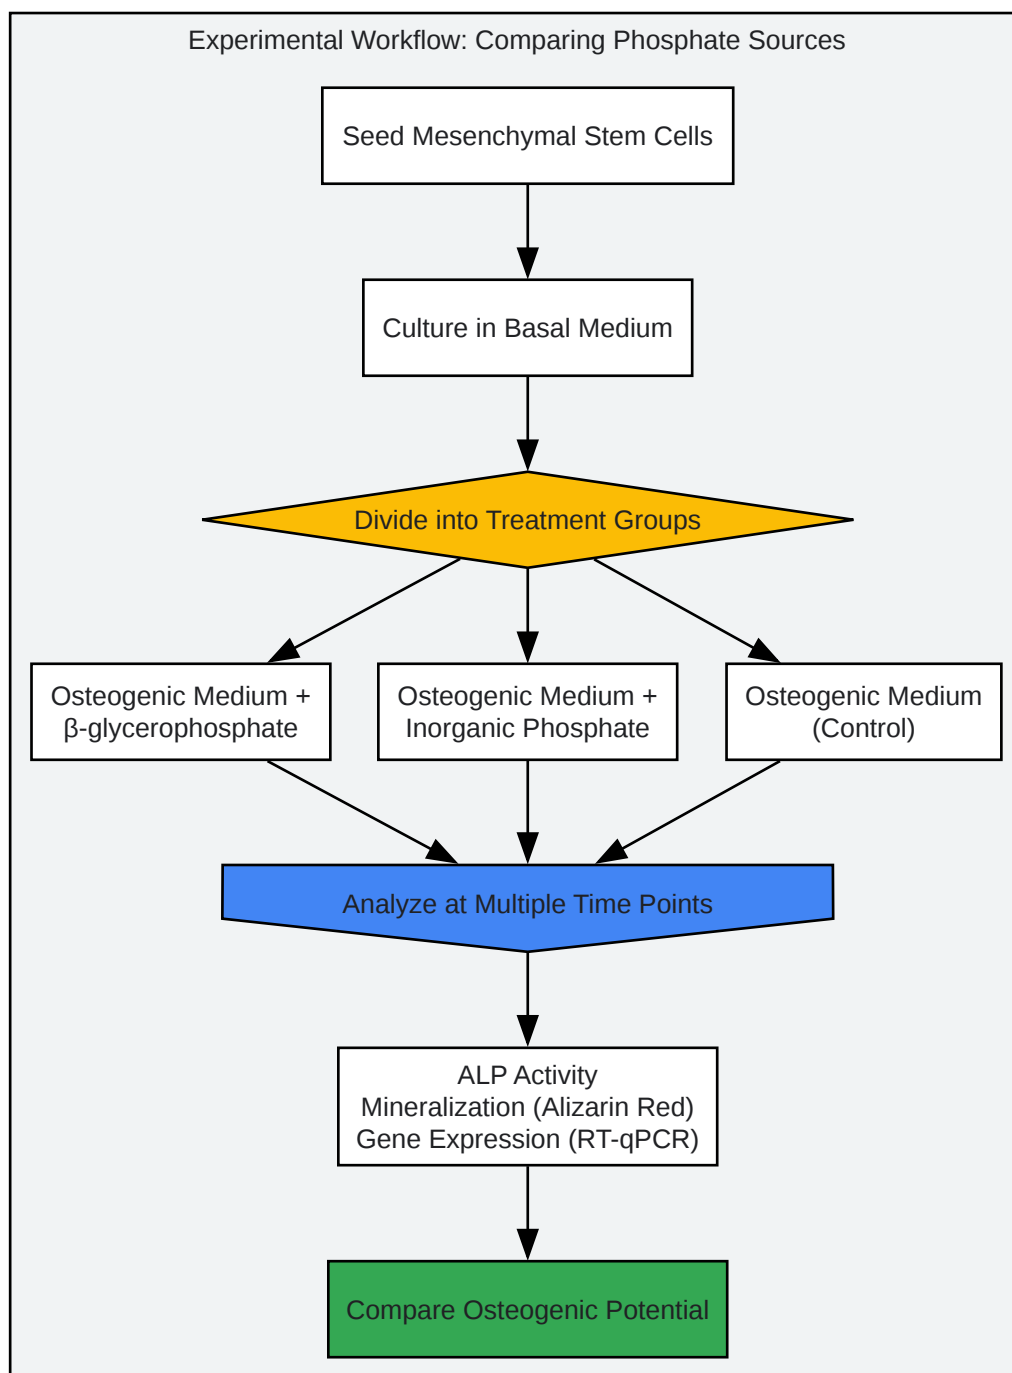 Experimental Workflow: Comparing Phosphate Sources
Seed Mesenchymal Stem Cells
Culture in Basal Medium
Divide into Treatment Groups
Osteogenic Medium +
β-glycerophosphate
Osteogenic Medium +
Inorganic Phosphate
Osteogenic Medium
(Control)
Analyze at Multiple Time Points
ALP Activity
Mineralization (Alizarin Red)
Gene Expression (RT-qPCR)
Compare Osteogenic Potential